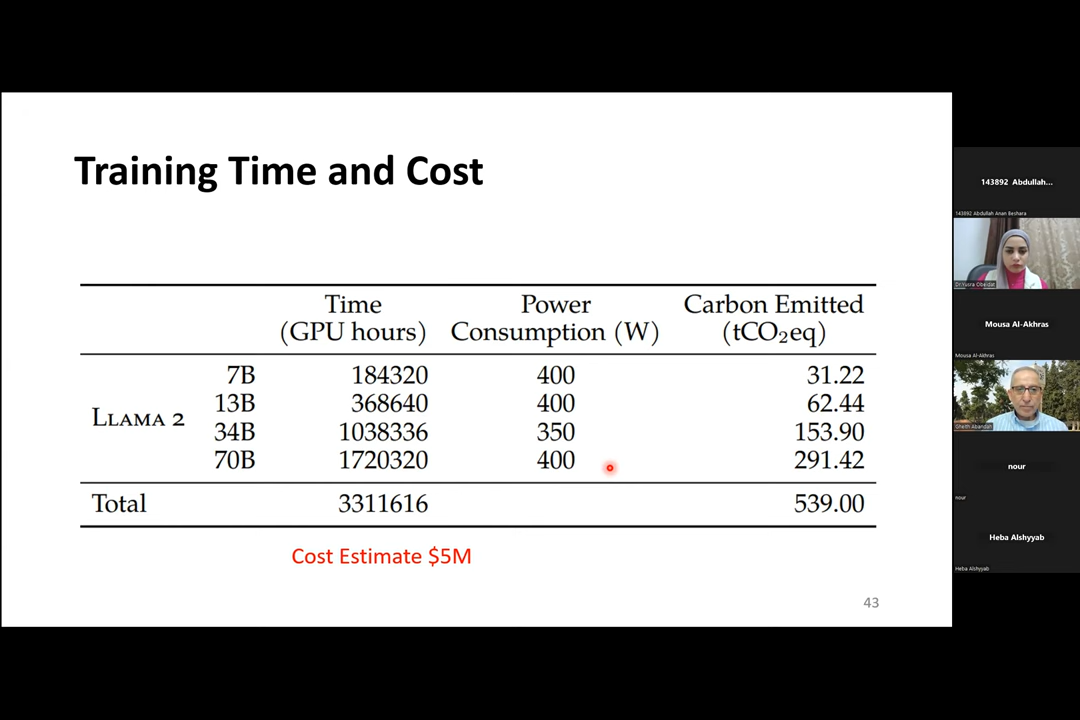 Training Time and Cost
Time Power Carbon Emitted
(GPU hours) Consumption (W) (tCO₂eq)
7B 184320 400 31.22
13B 368640 400 62.44
LLAMA 2
34B 1038336 350 153.90
70B 1720320 400 291.42
Total 3311616 539.00
Cost Estimate $5M
43
143892 Abdullah...
143892 Abdullah Anan Beshara
Dr.Yusra Obeidat
Mousa Al-Akhras
Mousa Al-Akhras
Gheith Abandah
nour
nour
Heba Alshyyab
Heba Alshyyab